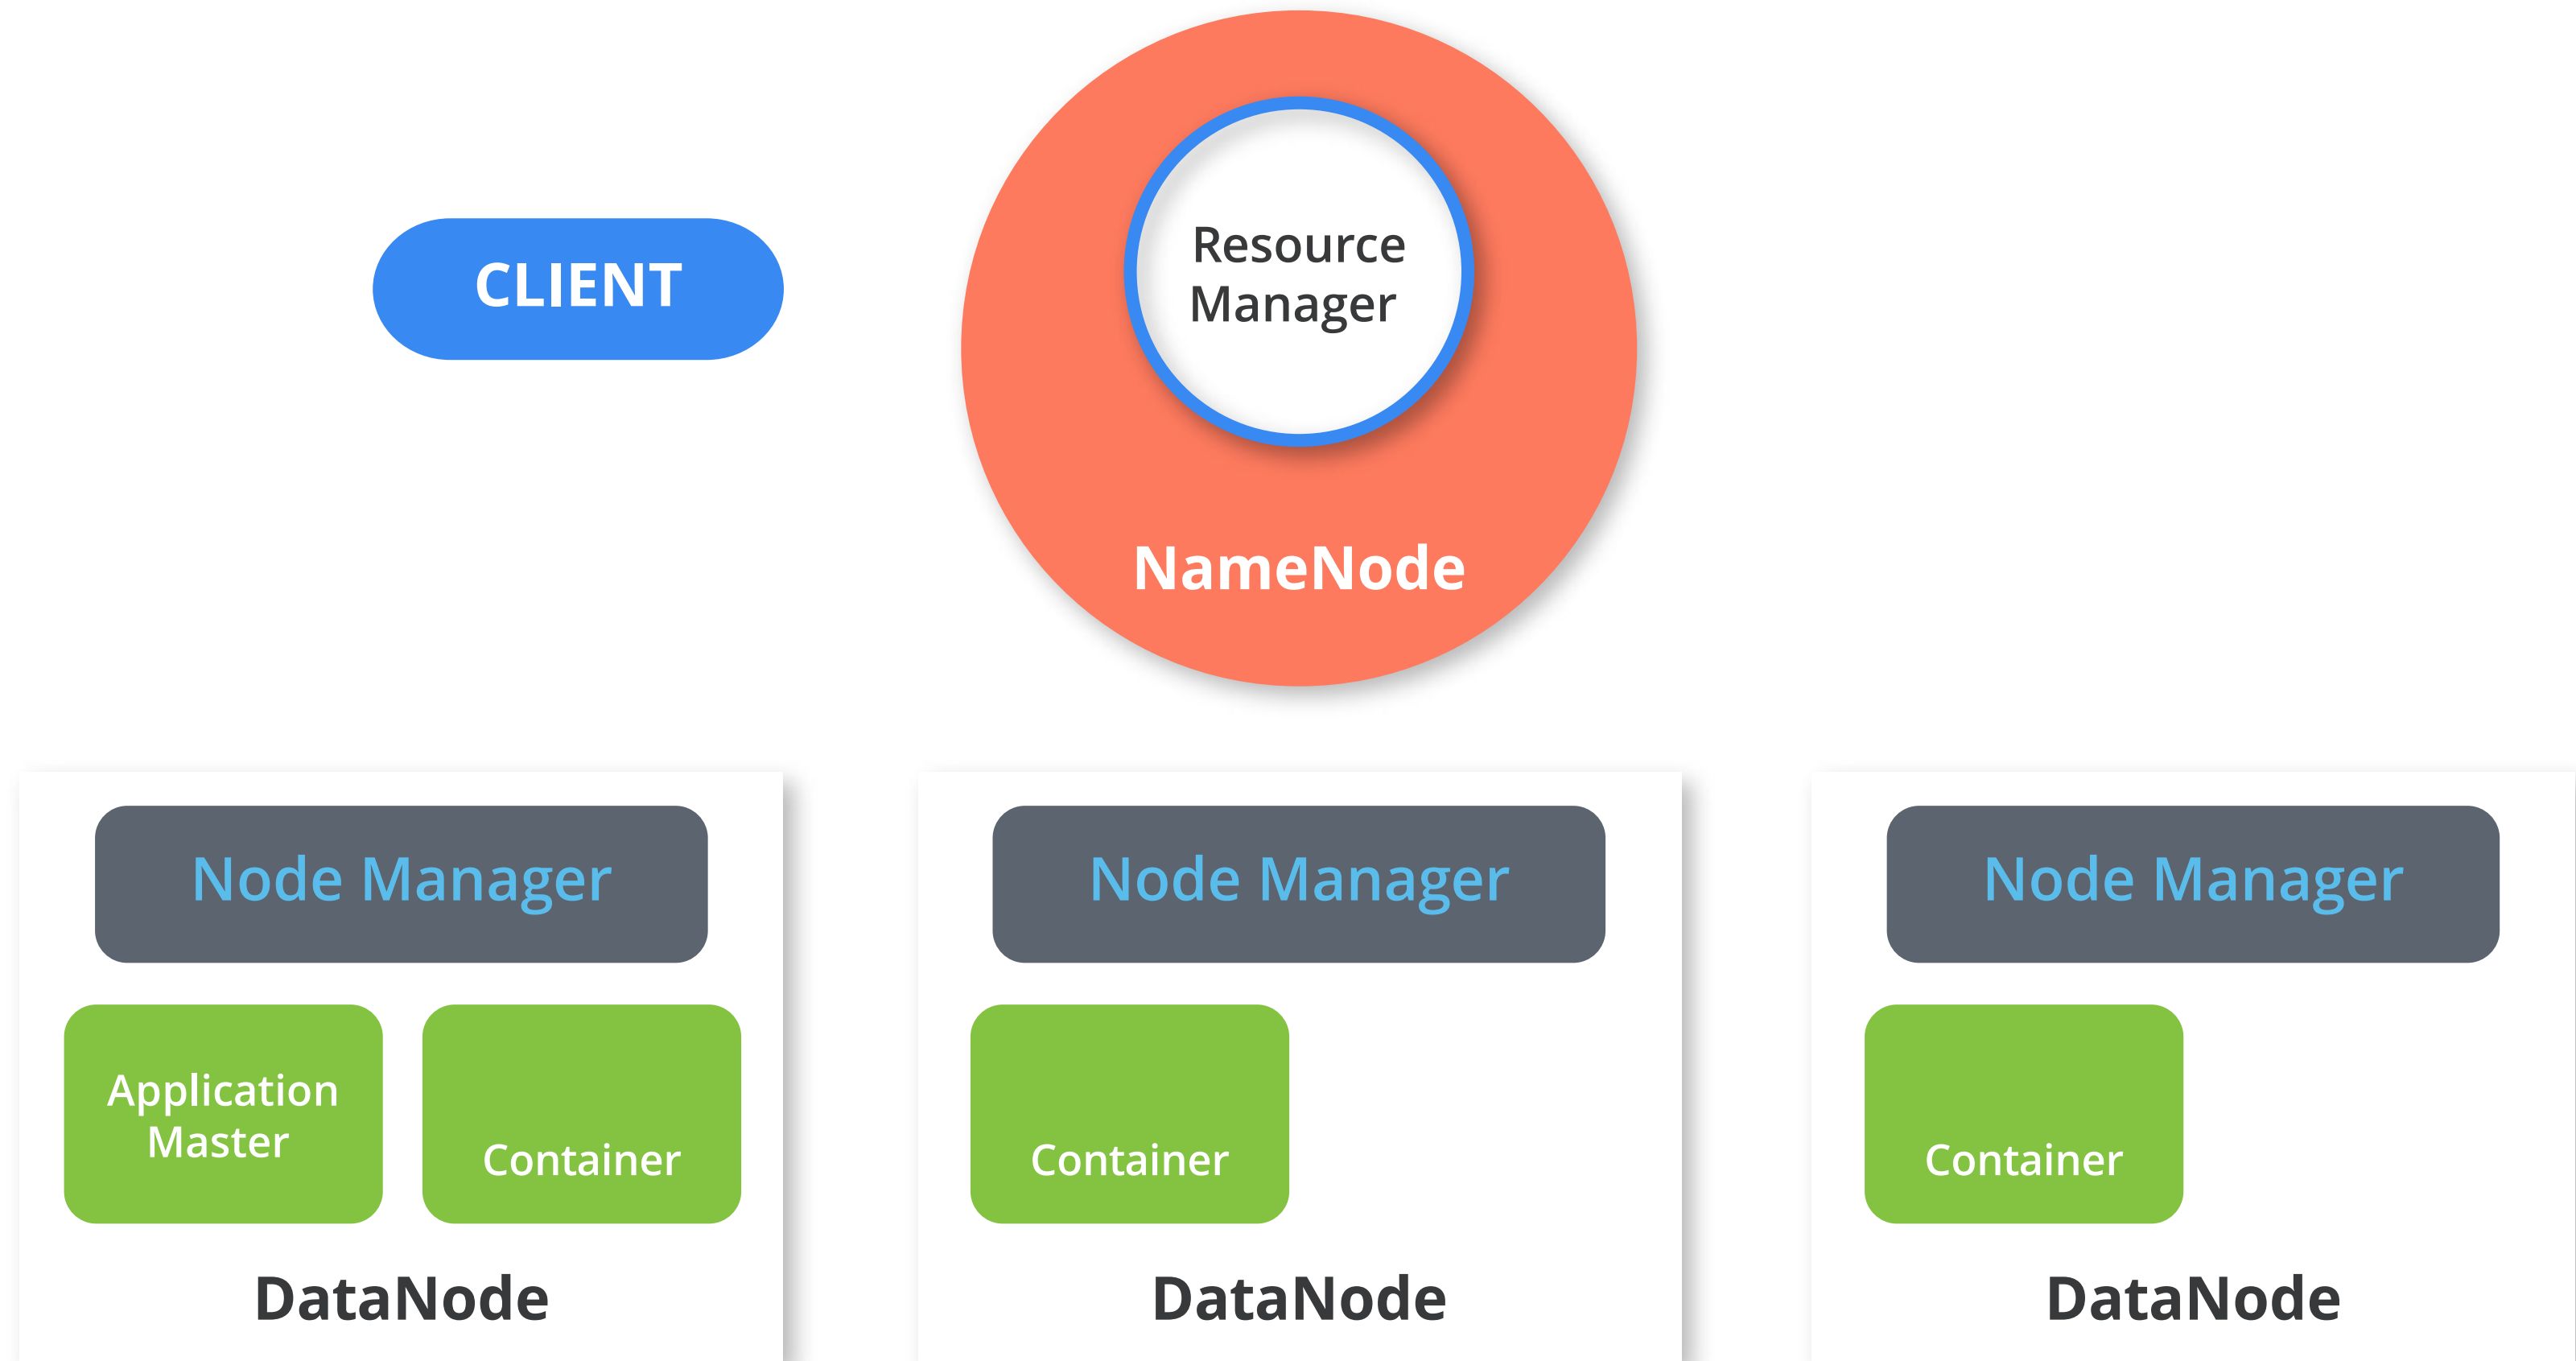 CLIENT
Resource
Manager
NameNode
Node Manager
Application
Master
Container
DataNode
Node Manager
Container
DataNode
Node Manager
Container
DataNode